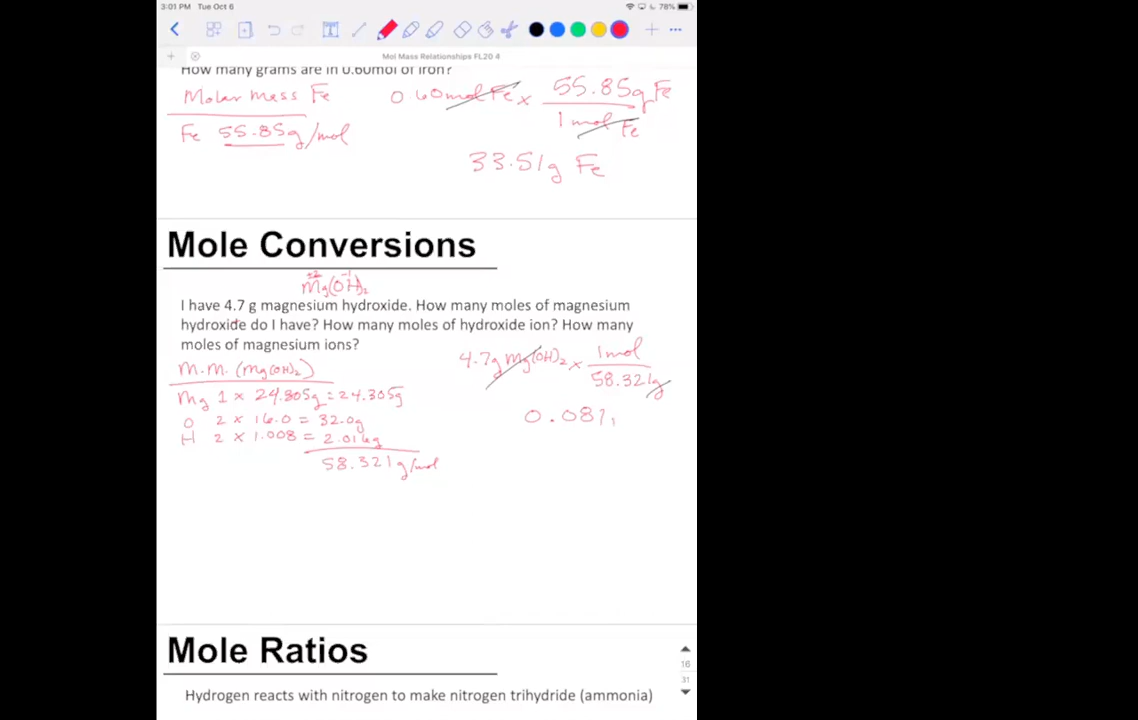 3:01 PM Tue Oct 6
78%
Mol Mass Relationships FL20 4
How many grams are in 0.60mol of iron?
Molar mass Fe
Fe 55.85g/mol
0.60mol Fe x 55.85g Fe
1 mol Fe
33.51g Fe
Mole Conversions
+2 -1
Mg(OH)2
I have 4.7 g magnesium hydroxide. How many moles of magnesium
hydroxide do I have? How many moles of hydroxide ion? How many
moles of magnesium ions?
M.M. (Mg(OH)2)
Mg 1 x 24.305g = 24.305g
O 2 x 16.0 = 32.0g
H 2 x 1.008 = 2.016g
58.321g/mol
4.7g Mg(OH)2 x 1mol
58.321g
0.081
Mole Ratios
Hydrogen reacts with nitrogen to make nitrogen trihydride (ammonia)
16
31